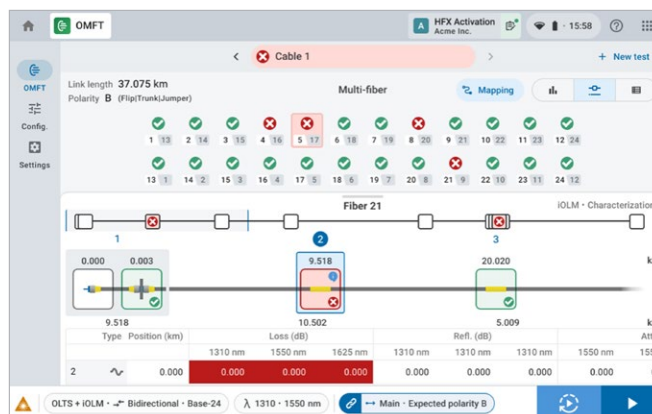 OMFT
A
HFX Activation
Acme Inc.
15:58
Cable 1
+ New test
OMFT
Config.
Settings
Link length 37.075 km
Polarity B (Flip|Trunk|Jumper)
Multi-fiber
Mapping
1 13 2 14 3 15 4 16 5 17 6 18 7 19 8 20 9 21 10 22 11 23 12 24
13 1 14 2 15 3 16 4 17 5 18 6 19 7 20 8 21 9 22 10 23 11 24 12
Fiber 21
iOLM · Characterization
1 2 3
0.000 0.003 9.518 20.020
9.518 10.502 5.009
Type Position (km) Loss (dB) Refl. (dB)
1310 nm 1550 nm 1625 nm 1310 nm 1310 nm 1310 nm
2 0.000 0.000 0.000 0.000 0.000 0.000 0.000 0.000
OLTS + iOLM · Bidirectional · Base-24
λ 1310 · 1550 nm
Main · Expected polarity B